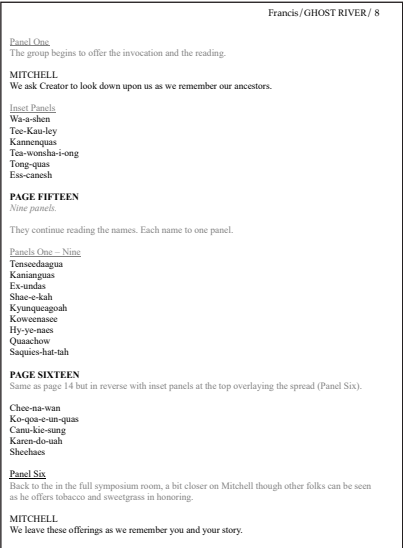 Francis/GHOST RIVER/ 8
Panel One
The group begins to offer the invocation and the reading.
MITCHELL
We ask Creator to look down upon us as we remember our ancestors.
Inset Panels
Wa-a-shen
Tee-Kau-ley
Kannenquas
Tea-wonsha-i-ong
Tong-quas
Ess-canesh
PAGE FIFTEEN
Nine panels.
They continue reading the names. Each name to one panel.
Panels One – Nine
Tenseedaagua
Kanianguas
Ex-undas
Shae-e-kah
Kyunqueagoah
Koweenasee
Hy-ye-naes
Quaachow
Saquies-hat-tah
PAGE SIXTEEN
Same as page 14 but in reverse with inset panels at the top overlaying the spread (Panel Six).
Chee-na-wan
Ko-qoa-e-un-quas
Canu-kie-sung
Karen-do-uah
Sheehaes
Panel Six
Back to the in the full symposium room, a bit closer on Mitchell though other folks can be seen
as he offers tobacco and sweetgrass in honoring.
MITCHELL
We leave these offerings as we remember you and your story.